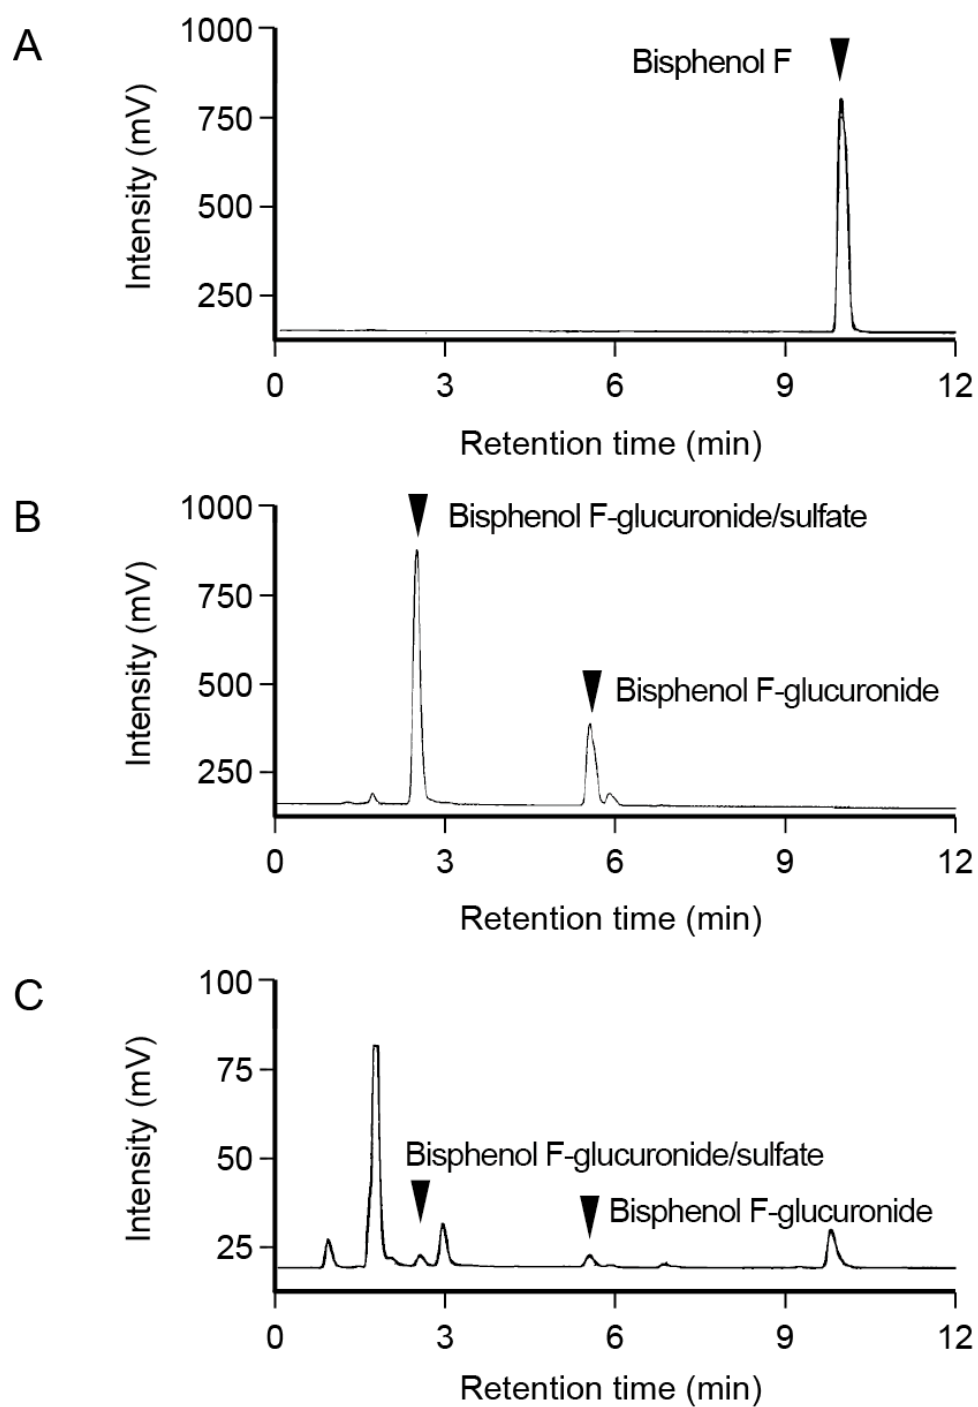 A
Intensity (mV)
1000
750
500
250
Bisphenol F
0 3 6 9 12
Retention time (min)
B
Intensity (mV)
1000
750
500
250
Bisphenol F-glucuronide/sulfate
Bisphenol F-glucuronide
0 3 6 9 12
Retention time (min)
C
Intensity (mV)
100
75
50
25
Bisphenol F-glucuronide/sulfate
Bisphenol F-glucuronide
0 3 6 9 12
Retention time (min)